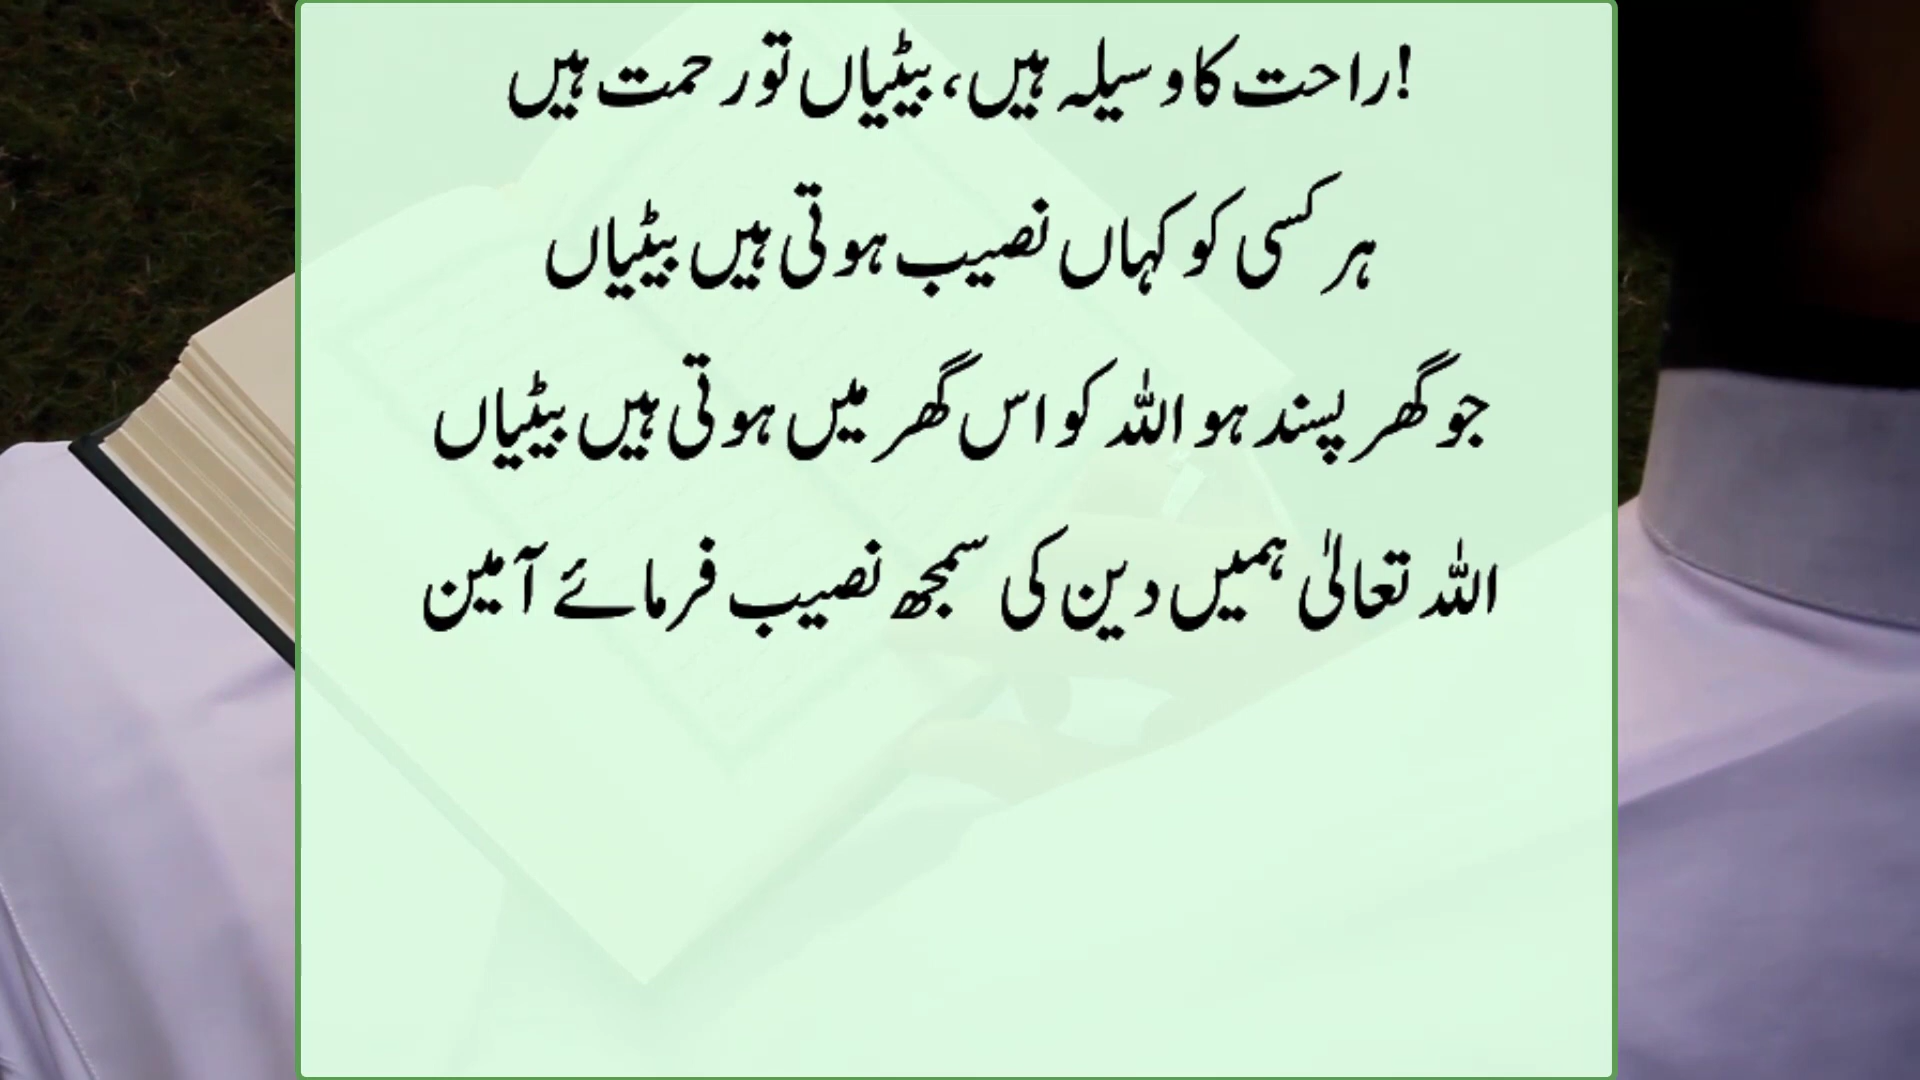 !راحت کا وسیلہ ہیں، بیٹیاں تو رحمت ہیں
ہر کسی کو کہاں نصیب ہوتی ہیں بیٹیاں
جو گھر پسند ہو اللہ کو اس گھر میں ہوتی ہیں بیٹیاں
اللہ تعالیٰ ہمیں دین کی سمجھ نصیب فرمائے آمین